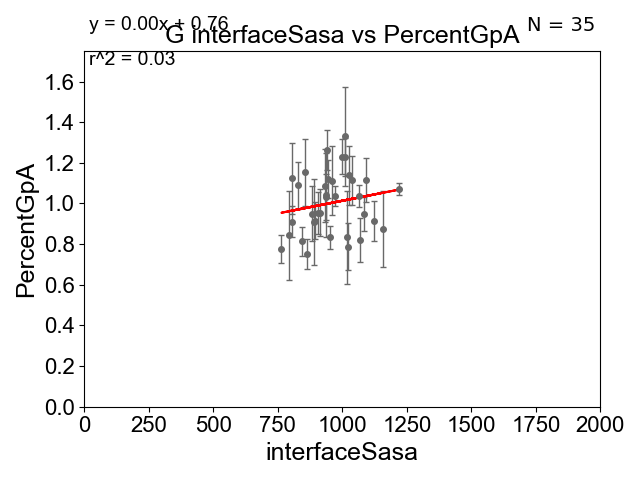 y = 0.00x + 0.76
N = 35
G interfaceSasa vs PercentGpA
r^2 = 0.03
PercentGpA
1.6
1.4
1.2
1.0
0.8
0.6
0.4
0.2
0.0
0 250 500 750 1000 1250 1500 1750 2000
interfaceSasa